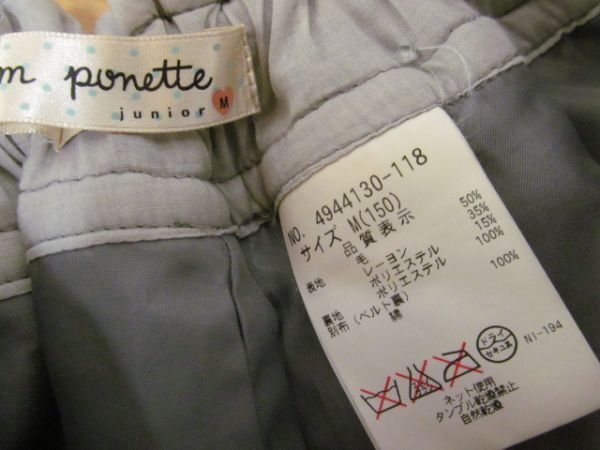 m ponette
junior M
NO. 4944130-118
サイズ M(150)
品質表示
表地 毛 50%
レーヨン 35%
ポリエステル 15%
裏地 ポリエステル 100%
別布(ベルト裏)
綿 100%
ドライ
セキユ系
NI-194
ネット使用
タンブル乾燥禁止
自然乾燥